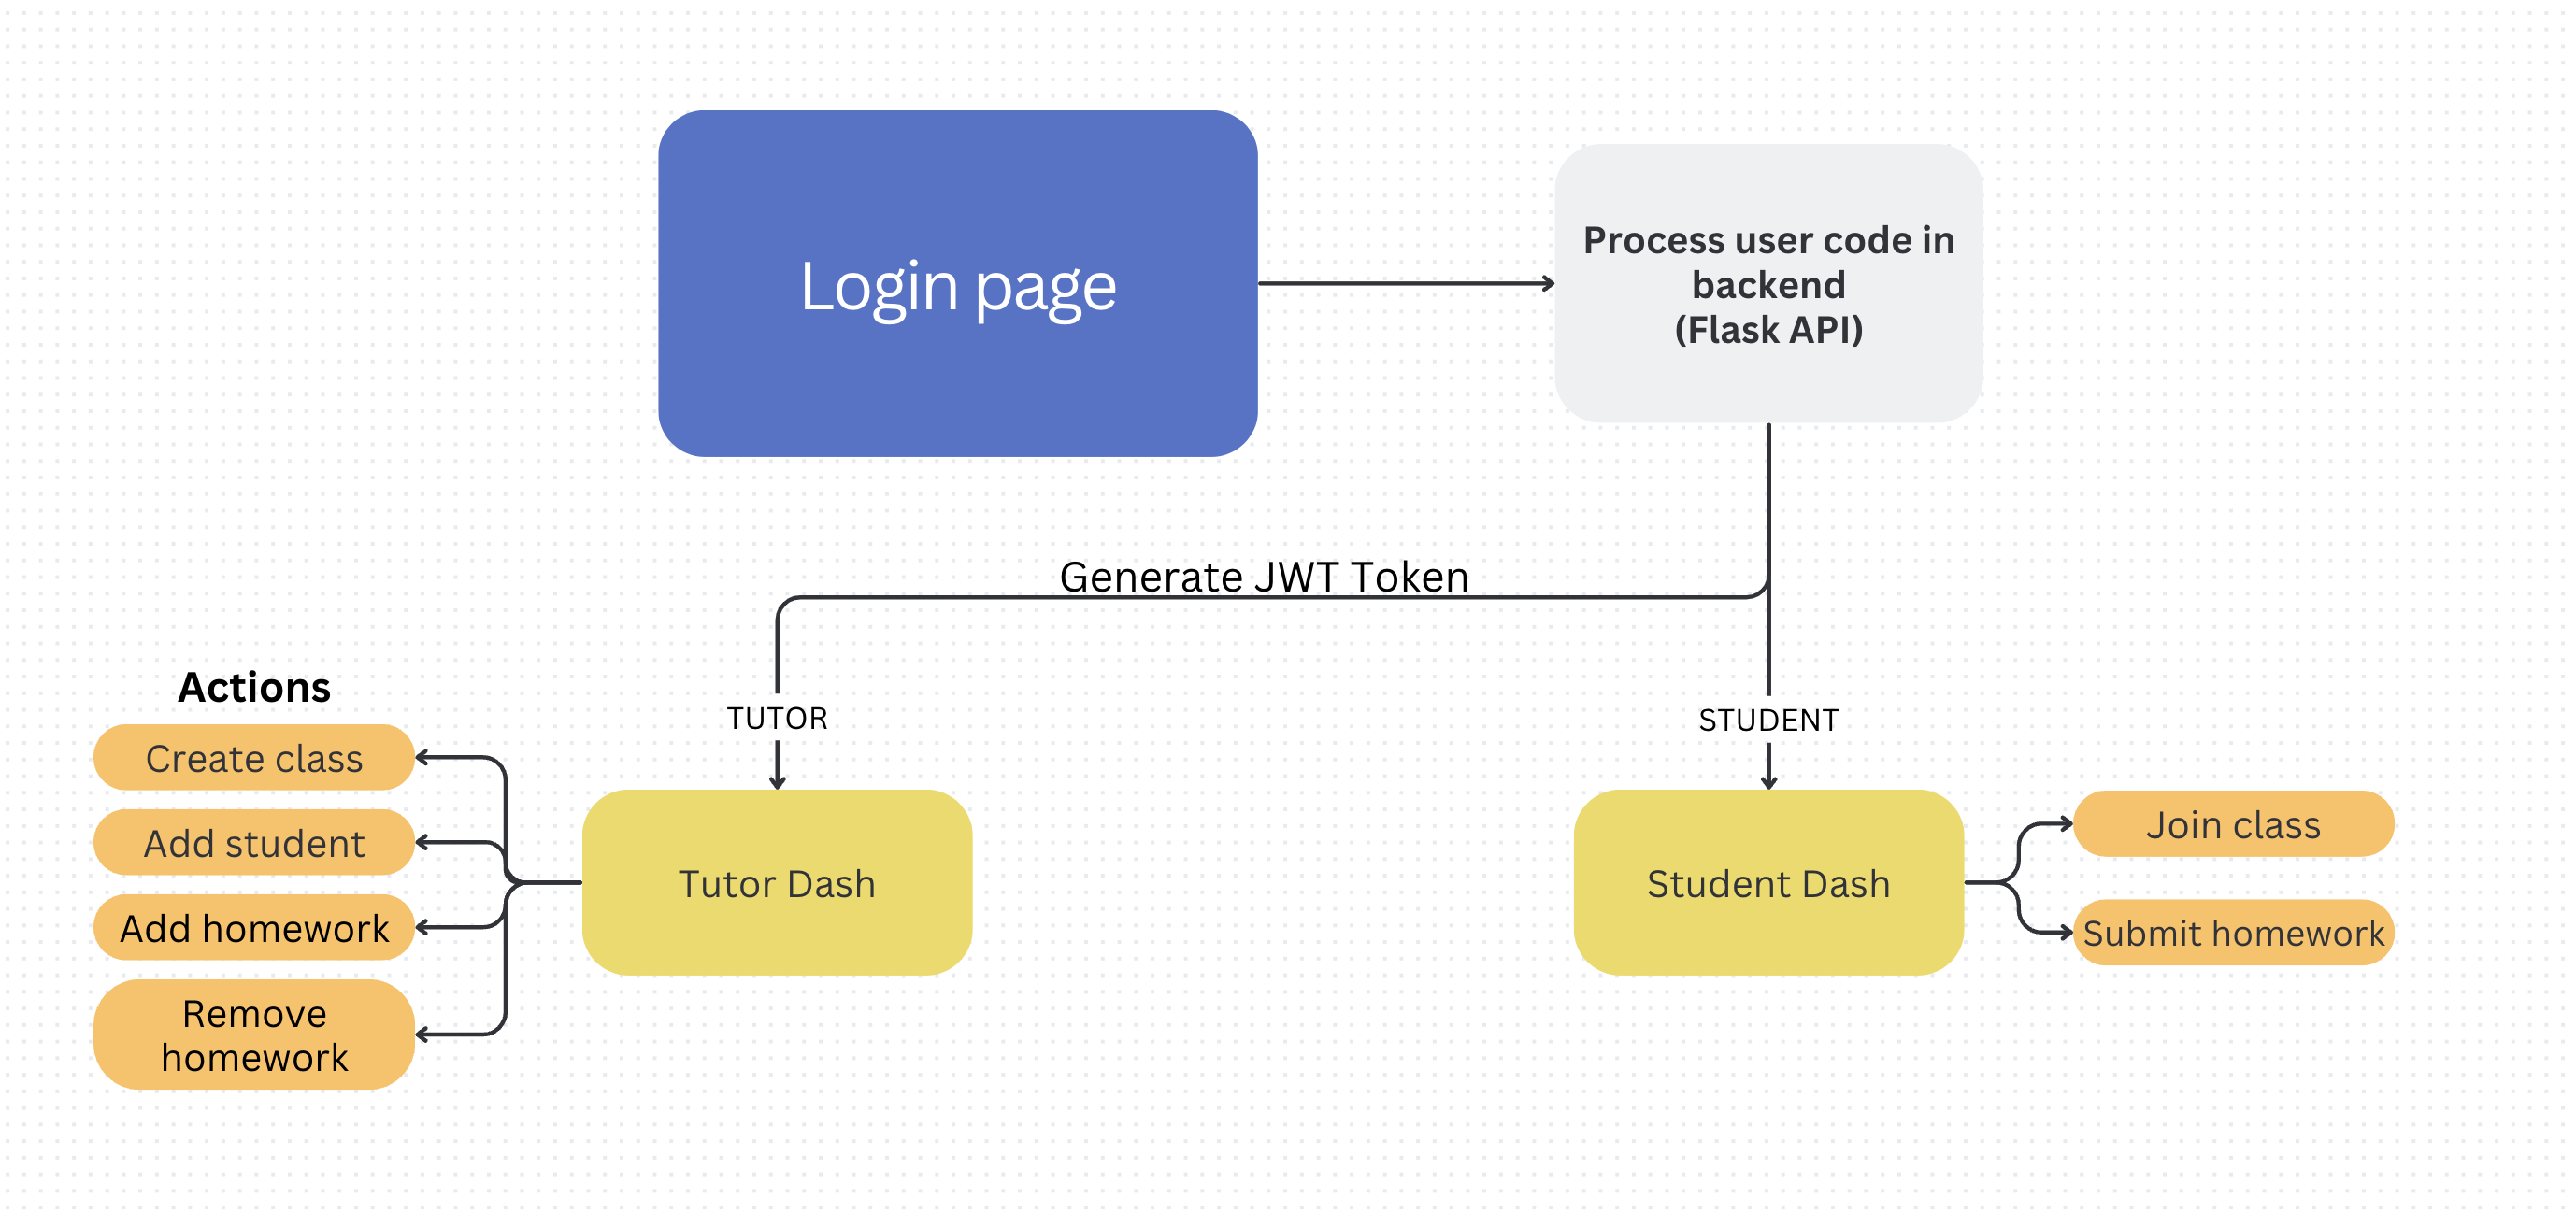 Login page
Process user code in
backend
(Flask API)
Generate JWT Token
Actions
TUTOR
STUDENT
Create class
Add student
Add homework
Remove
homework
Tutor Dash
Student Dash
Join class
Submit homework